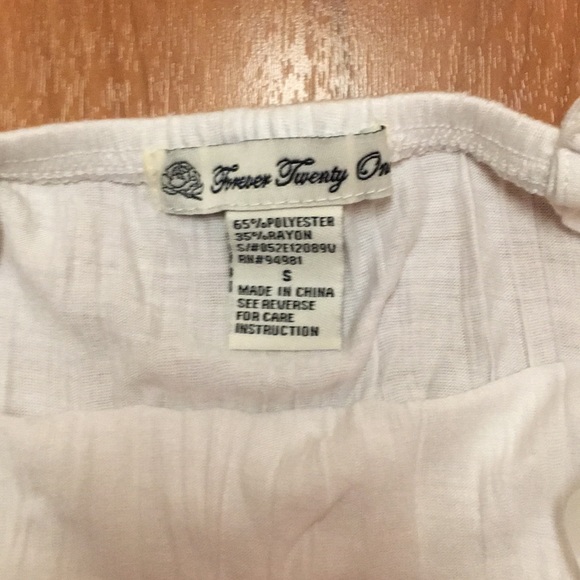 Forever Twenty On
65%POLYESTER
35%RAYON
S/#052E12089U
RN#94981
S
MADE IN CHINA
SEE REVERSE
FOR CARE
INSTRUCTION